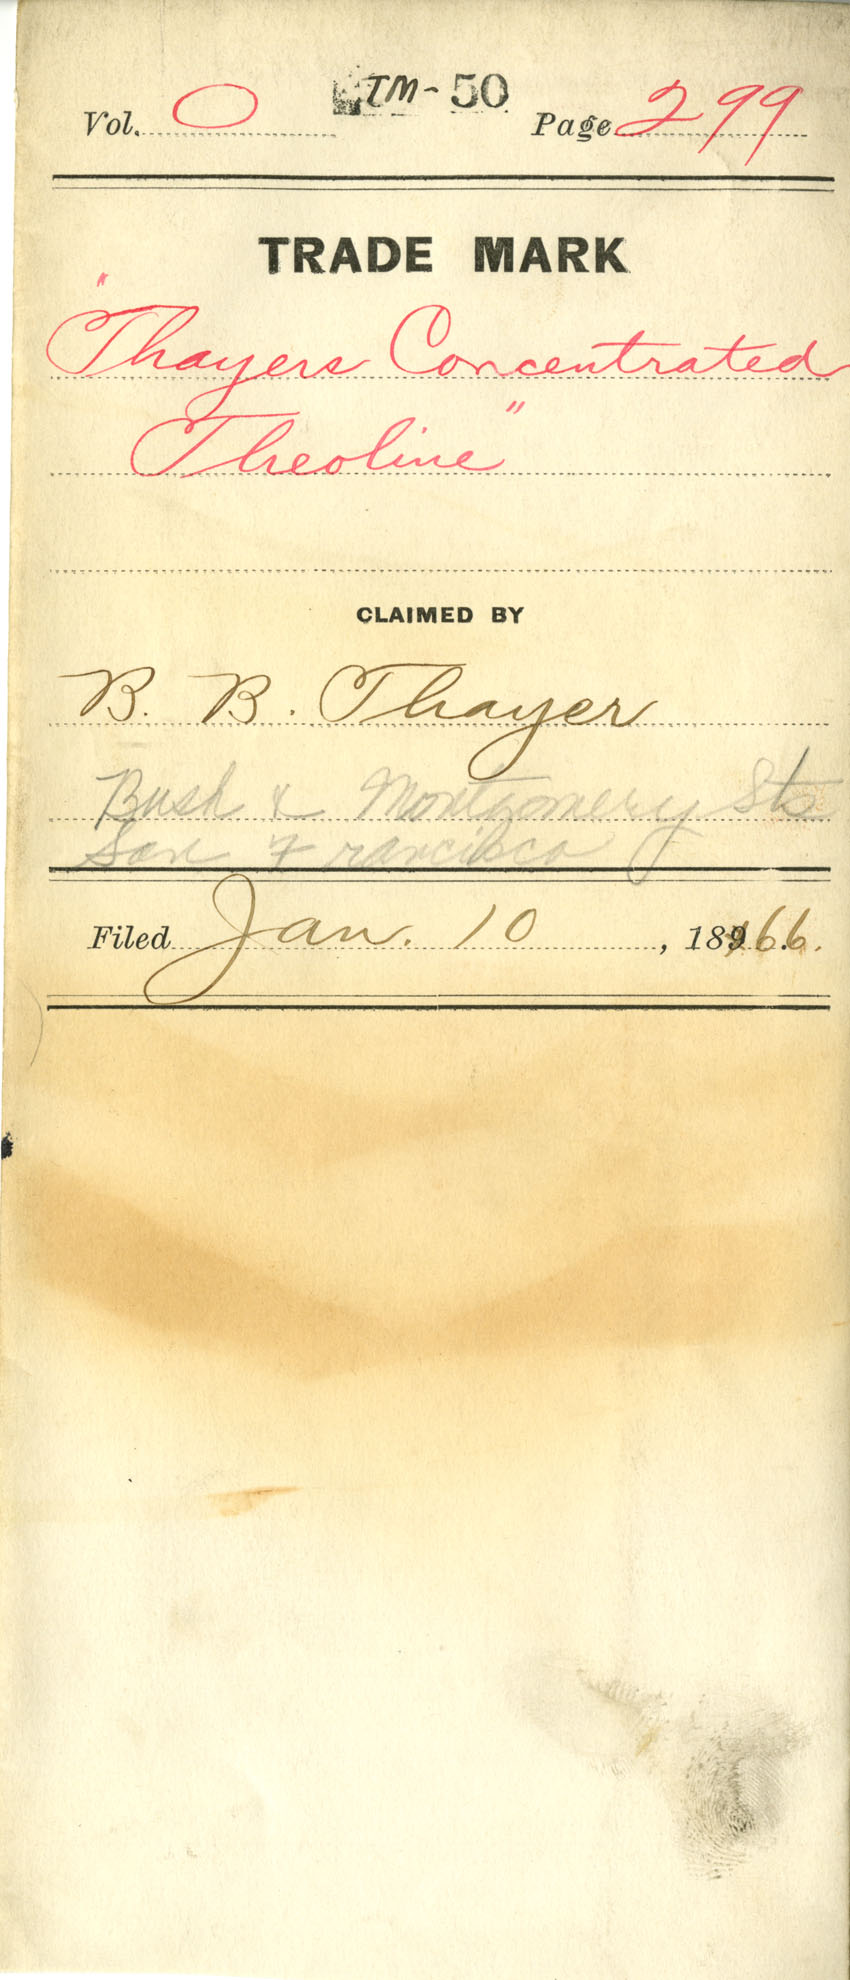 Vol. 0 TM- 50 Page 299
TRADE MARK
"Thayers Concentrated
Theoline"
CLAIMED BY
B. B. Thayer
Bush & Montgomery Sts
San Francisco
Filed Jan. 10, 1866.